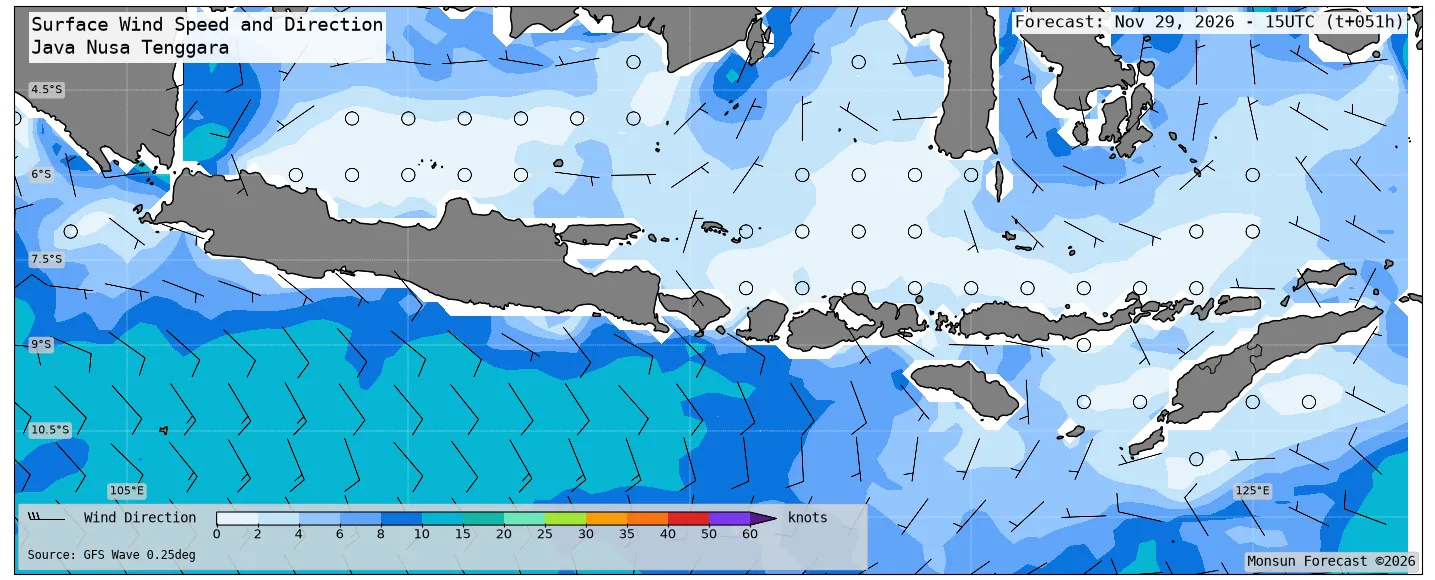 Surface Wind Speed and Direction
Java Nusa Tenggara
Forecast: Nov 29, 2026 - 15UTC (t+051h)
4.5°S
6°S
7.5°S
9°S
10.5°S
105°E
125°E
Wind Direction
0 2 4 6 8 10 15 20 25 30 35 40 50 60
knots
Source: GFS Wave 0.25deg
Monsun Forecast ©2026